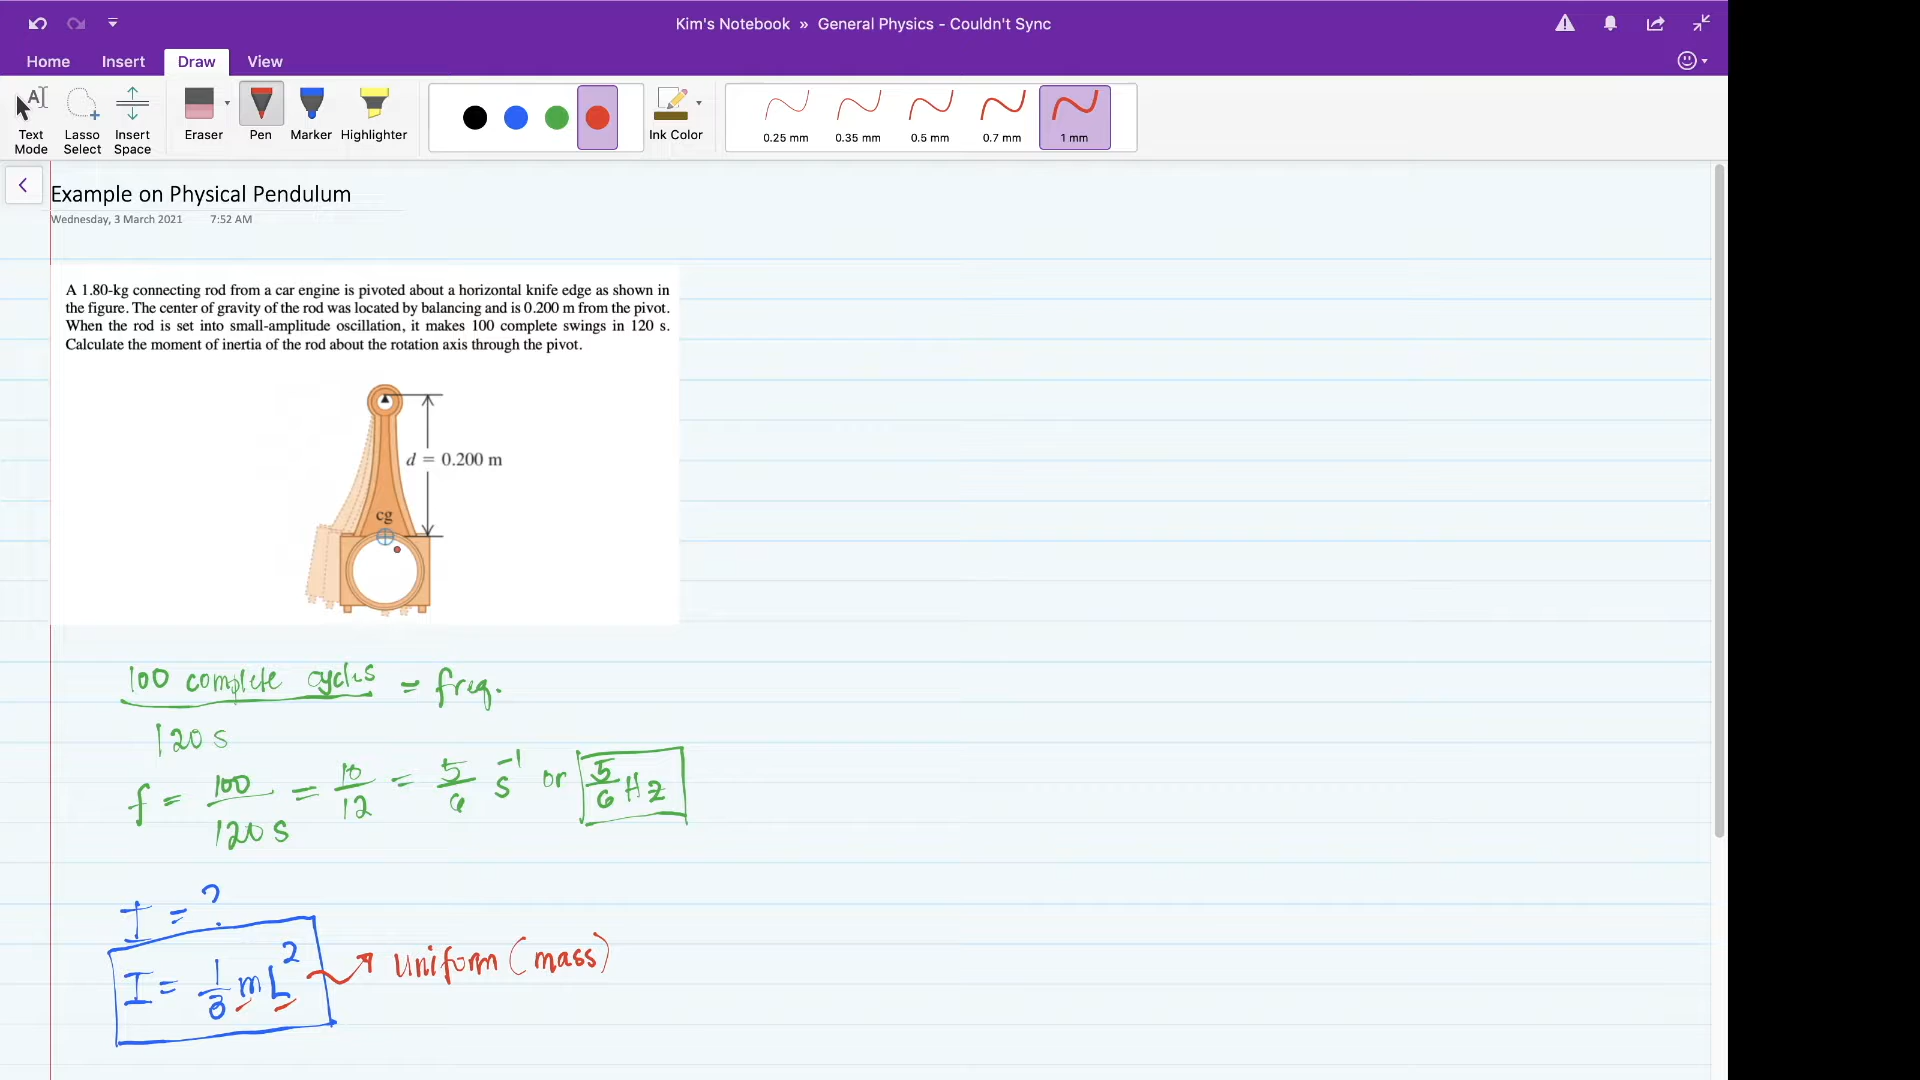 Kim's Notebook » General Physics - Couldn't Sync
Home Insert Draw View
Text Mode
Lasso Select
Insert Space
Eraser
Pen
Marker
Highlighter
Ink Color
0.25 mm 0.35 mm 0.5 mm 0.7 mm 1 mm
Example on Physical Pendulum
Wednesday, 3 March 2021 7:52 AM
A 1.80-kg connecting rod from a car engine is pivoted about a horizontal knife edge as shown in
the figure. The center of gravity of the rod was located by balancing and is 0.200 m from the pivot.
When the rod is set into small-amplitude oscillation, it makes 100 complete swings in 120 s.
Calculate the moment of inertia of the rod about the rotation axis through the pivot.
d = 0.200 m
cg
100 complete cycles / 120 s = freq.
f = 100 / 120 s = 10 / 12 = 5 / 6 s⁻¹ or 5 / 6 Hz
I = ?
I = 1/3 mL² uniform (mass)